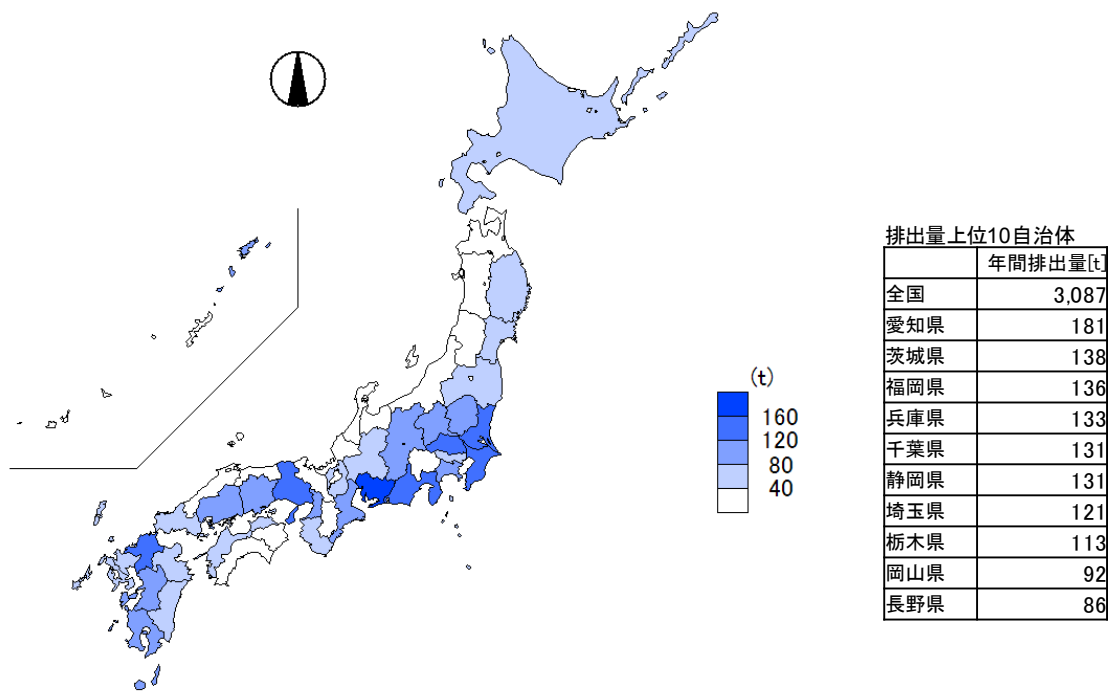 排出量上位10自治体
年間排出量[t]
全国 3,087
愛知県 181
茨城県 138
福岡県 136
兵庫県 133
千葉県 131
静岡県 131
埼玉県 121
栃木県 113
岡山県 92
長野県 86
(t)
160
120
80
40